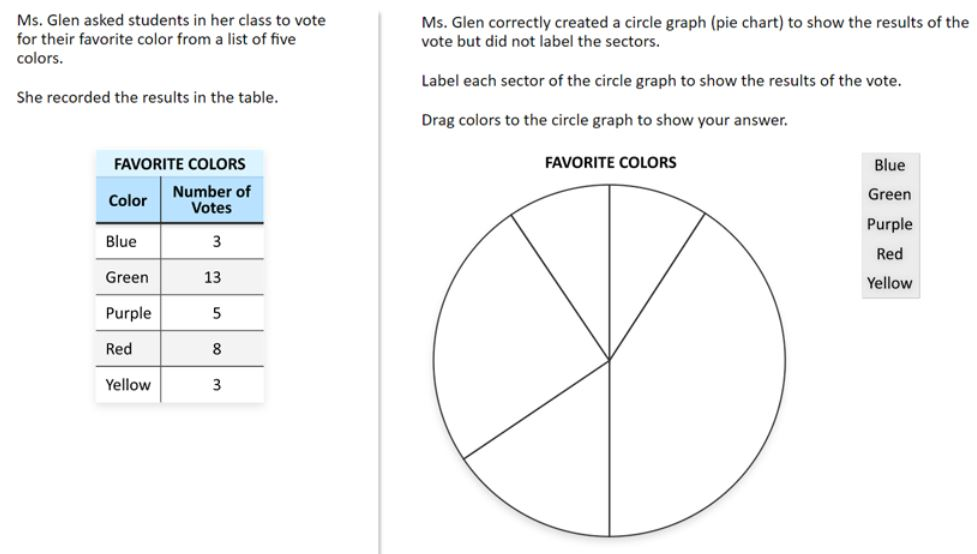 Ms. Glen asked students in her class to vote
for their favorite color from a list of five
colors.
She recorded the results in the table.
FAVORITE COLORS
Color Number of
Votes
Blue 3
Green 13
Purple 5
Red 8
Yellow 3
Ms. Glen correctly created a circle graph (pie chart) to show the results of the
vote but did not label the sectors.
Label each sector of the circle graph to show the results of the vote.
Drag colors to the circle graph to show your answer.
FAVORITE COLORS
Blue
Green
Purple
Red
Yellow